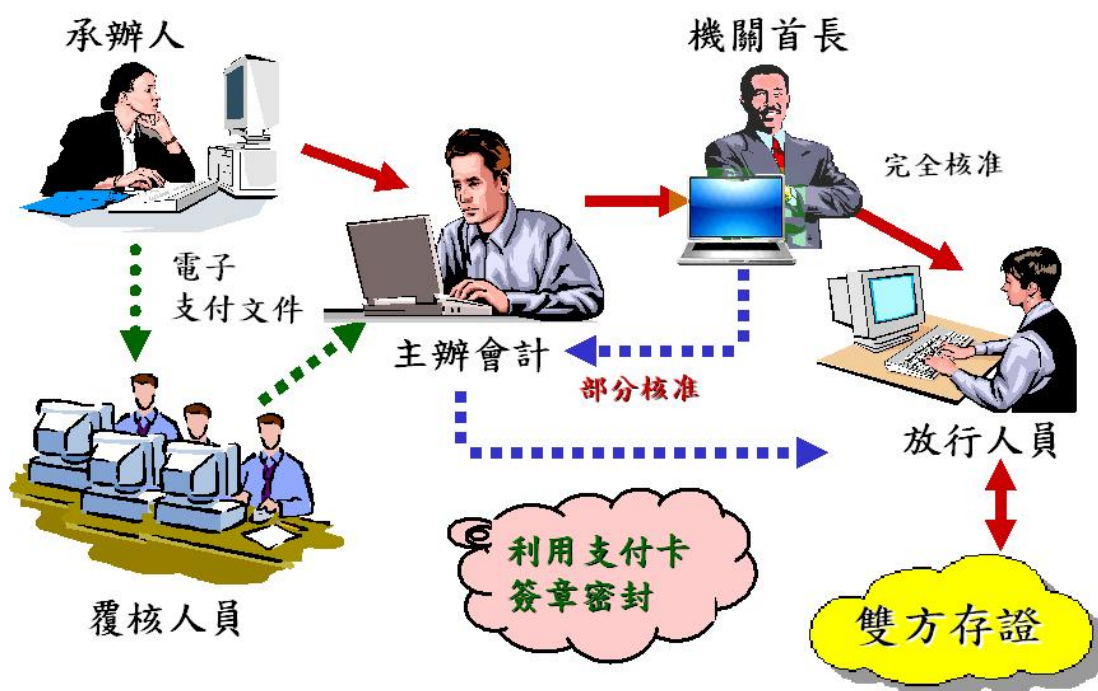 承辦人
機關首長
完全核准
電子
支付文件
主辦會計
部分核准
放行人員
利用支付卡
簽章密封
覆核人員
雙方存證